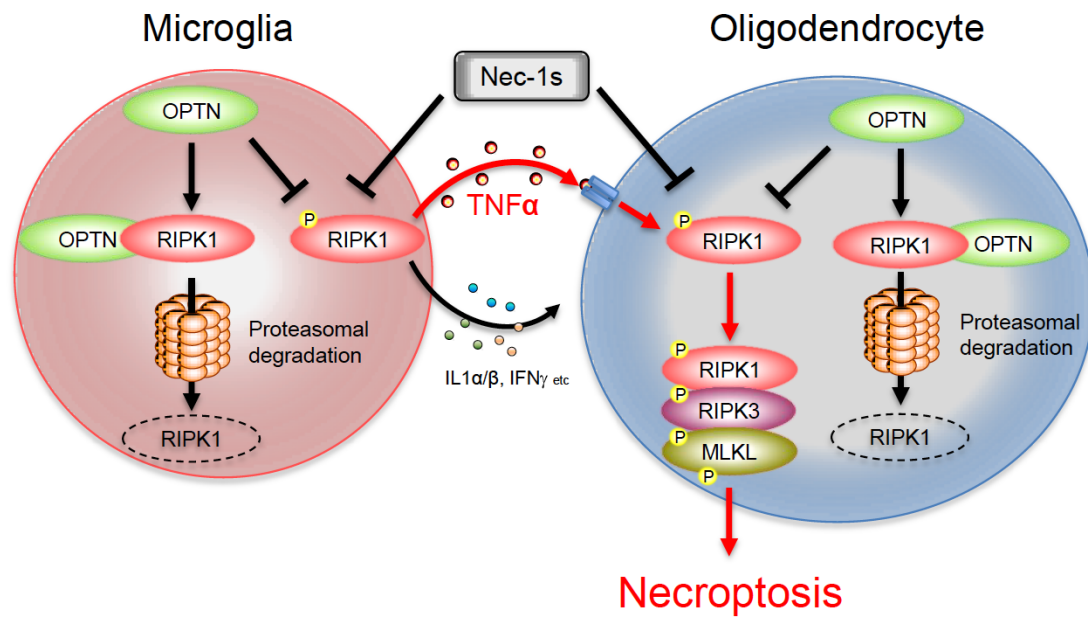 Microglia
Oligodendrocyte
Nec-1s
OPTN
OPTN
TNFα
P
RIPK1
OPTN
RIPK1
P
RIPK1
RIPK1
OPTN
Proteasomal
degradation
IL1α/β, IFNγ etc
Proteasomal
degradation
P
RIPK1
P
RIPK3
P
MLKL
P
RIPK1
RIPK1
Necroptosis